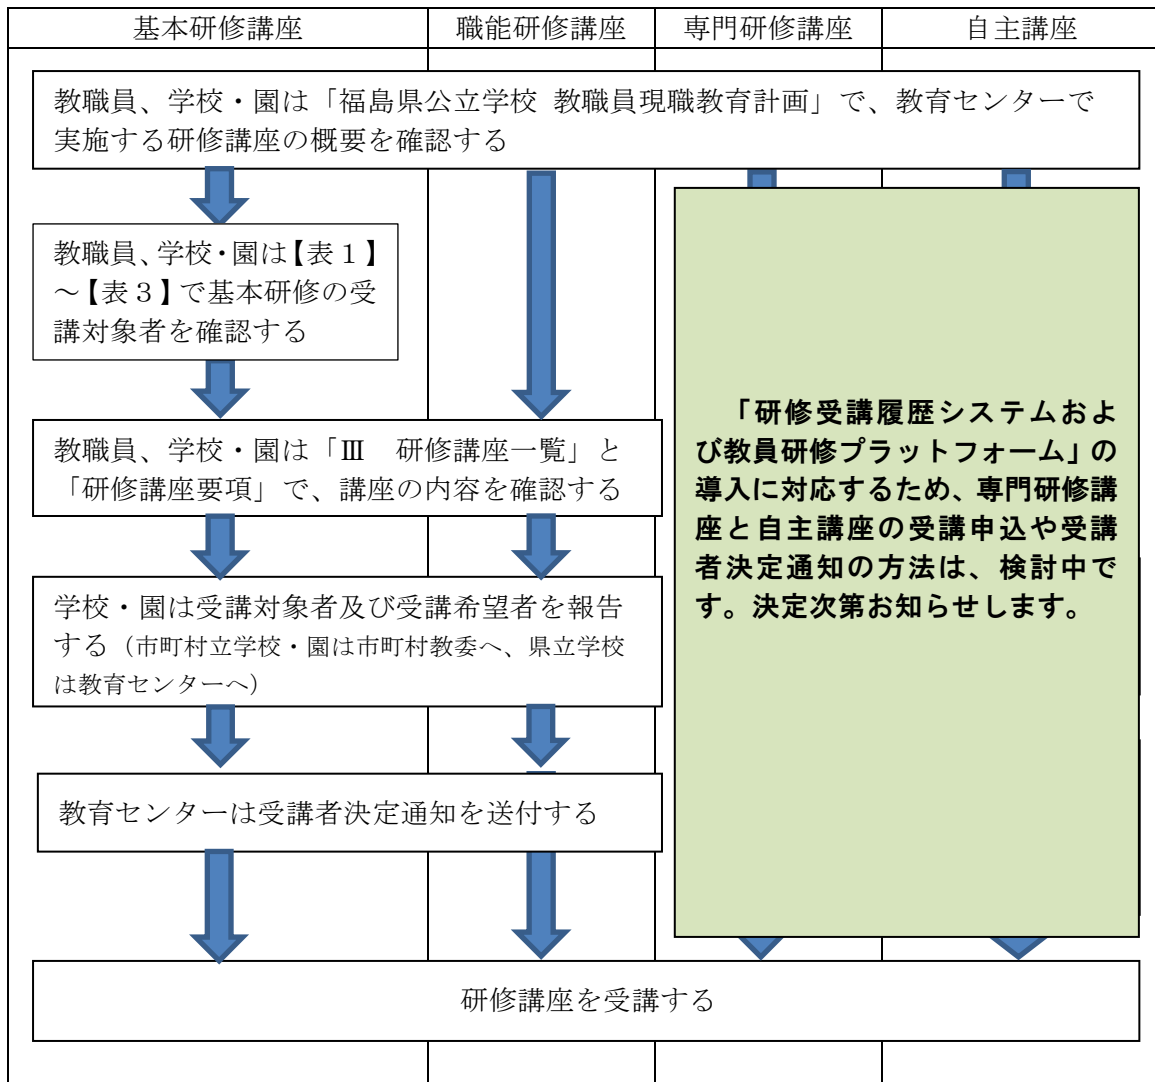 基本研修講座
職能研修講座
専門研修講座
自主講座
教職員、学校・園は「福島県公立学校 教職員現職教育計画」で、教育センターで
実施する研修講座の概要を確認する
教職員、学校・園は【表１】
～【表３】で基本研修の受
講対象者を確認する
教職員、学校・園は「Ⅲ　研修講座一覧」と
「研修講座要項」で、講座の内容を確認する
学校・園は受講対象者及び受講希望者を報告
する（市町村立学校・園は市町村教委へ、県立学校
は教育センターへ）
教育センターは受講者決定通知を送付する
「研修受講履歴システムおよ
び教員研修プラットフォーム」の
導入に対応するため、専門研修講
座と自主講座の受講申込や受講
者決定通知の方法は、検討中で
す。決定次第お知らせします。
研修講座を受講する